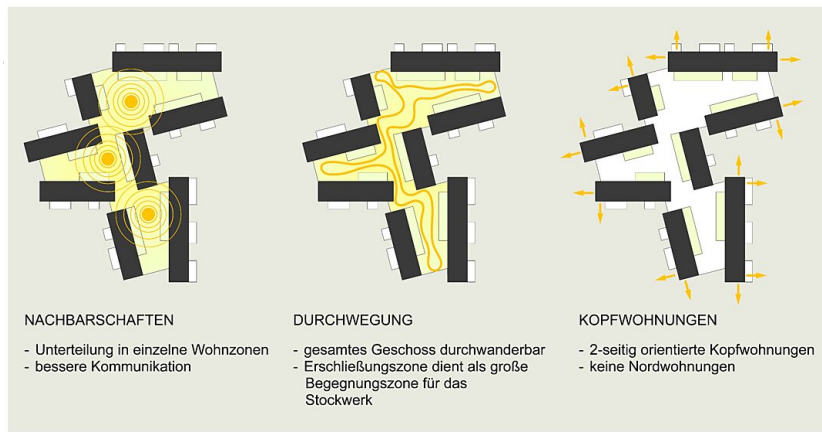 NACHBARSCHAFTEN
- Unterteilung in einzelne Wohnzonen
- bessere Kommunikation
DURCHWEGUNG
- gesamtes Geschoss durchwanderbar
- Erschließungszone dient als große
Begegnungszone für das
Stockwerk
KOPFWOHNUNGEN
- 2-seitig orientierte Kopfwohnungen
- keine Nordwohnungen